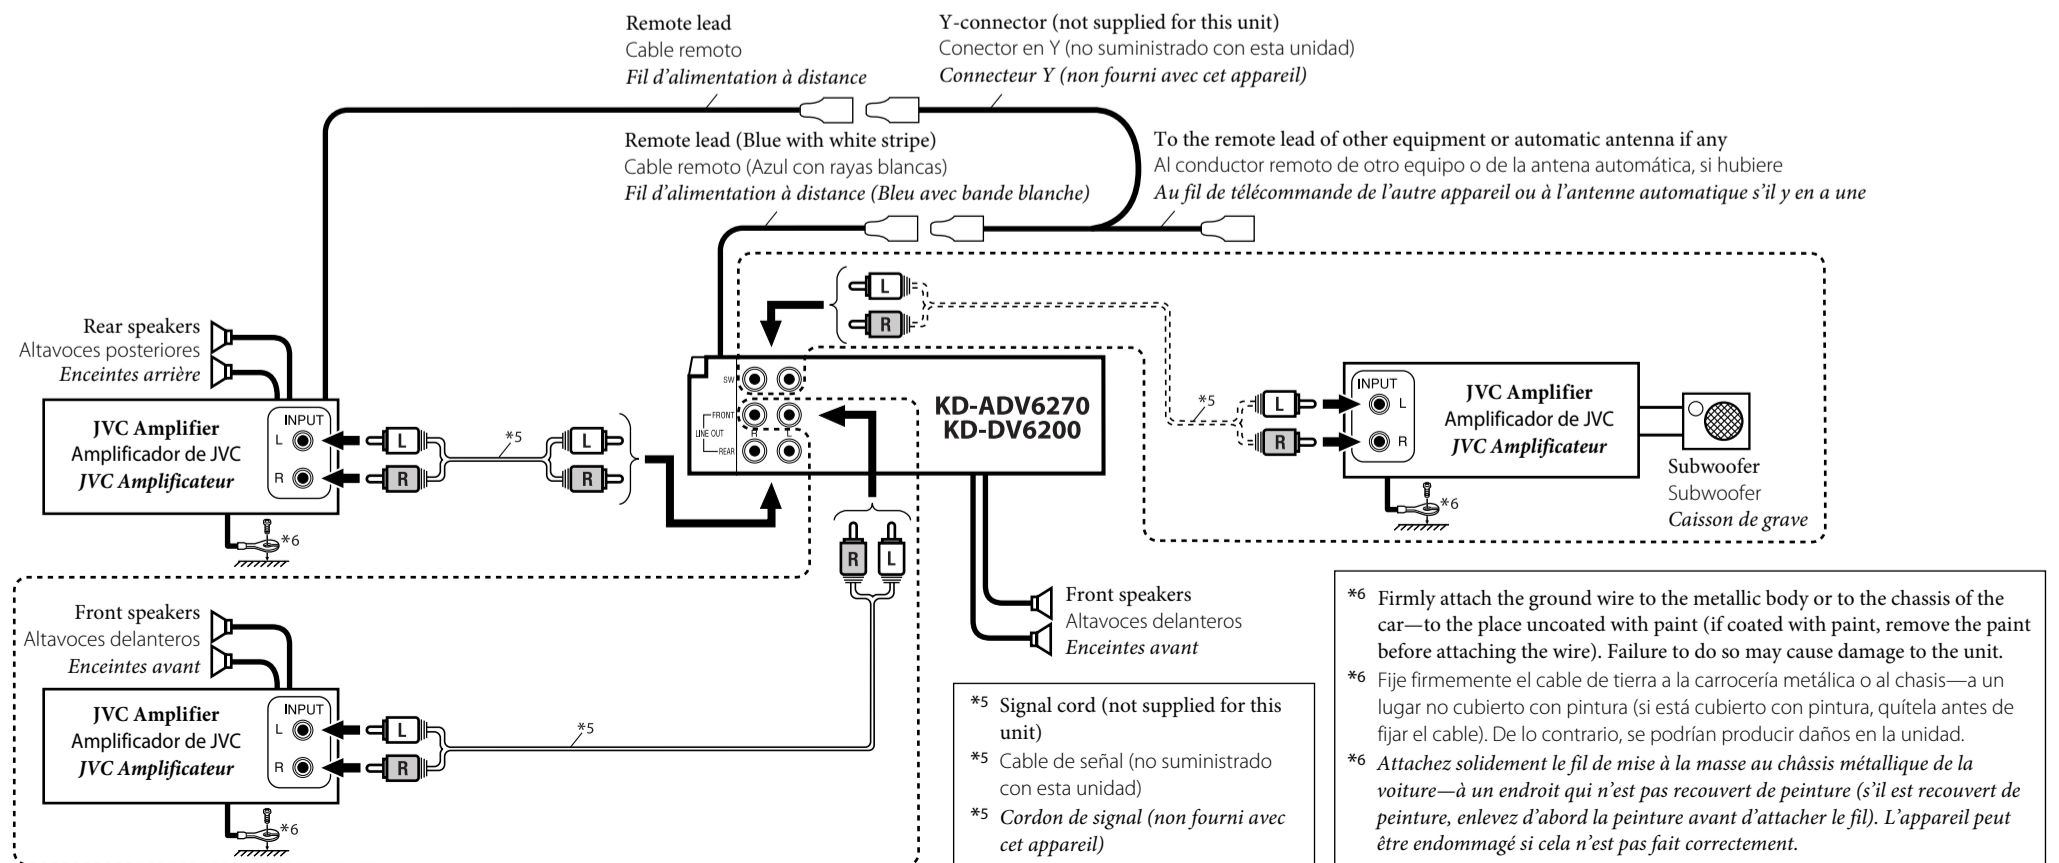 Remote lead
Cable remoto
Fil d'alimentation à distance
Y-connector (not supplied for this unit)
Conector en Y (no suministrado con esta unidad)
Connecteur Y (non fourni avec cet appareil)
Remote lead (Blue with white stripe)
Cable remoto (Azul con rayas blancas)
Fil d'alimentation à distance (Bleu avec bande blanche)
To the remote lead of other equipment or automatic antenna if any
Al conductor remoto de otro equipo o de la antena automática, si hubiere
Au fil de télécommande de l'autre appareil ou à l'antenne automatique s'il y en a une
L
R
Rear speakers
Altavoces posteriores
Enceintes arrière
JVC Amplifier
Amplificador de JVC
JVC Amplificateur
INPUT
L
R
L
R
*5
L
R
*6
SW
FRONT
LINE OUT
R L
REAR
KD-ADV6270
KD-DV6200
*5
L
R
INPUT
L
R
JVC Amplifier
Amplificador de JVC
JVC Amplificateur
*6
Subwoofer
Subwoofer
Caisson de grave
R L
Front speakers
Altavoces delanteros
Enceintes avant
Front speakers
Altavoces delanteros
Enceintes avant
JVC Amplifier
Amplificador de JVC
JVC Amplificateur
INPUT
L
R
L
R
*5
*6
*5 Signal cord (not supplied for this
unit)
*5 Cable de señal (no suministrado
con esta unidad)
*5 Cordon de signal (non fourni avec
cet appareil)
*6 Firmly attach the ground wire to the metallic body or to the chassis of the
car—to the place uncoated with paint (if coated with paint, remove the paint
before attaching the wire). Failure to do so may cause damage to the unit.
*6 Fije firmemente el cable de tierra a la carrocería metálica o al chasis—a un
lugar no cubierto con pintura (si está cubierto con pintura, quítela antes de
fijar el cable). De lo contrario, se podrían producir daños en la unidad.
*6 Attachez solidement le fil de mise à la masse au châssis métallique de la
voiture—à un endroit qui n'est pas recouvert de peinture (s'il est recouvert de
peinture, enlevez d'abord la peinture avant d'attacher le fil). L'appareil peut
être endommagé si cela n'est pas fait correctement.